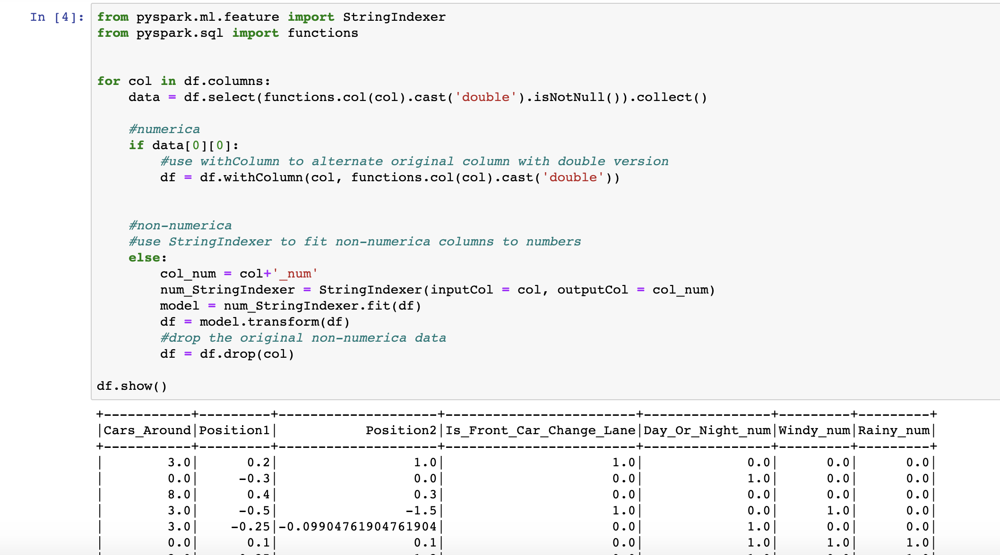 In [4]:
from pyspark.ml.feature import StringIndexer
from pyspark.sql import functions
for col in df.columns:
    data = df.select(functions.col(col).cast('double').isNotNull()).collect()
    #numerica
    if data[0][0]:
        #use withColumn to alternate original column with double version
        df = df.withColumn(col, functions.col(col).cast('double'))
    #non-numerica
    #use StringIndexer to fit non-numerica columns to numbers
    else:
        col_num = col+'_num'
        num_StringIndexer = StringIndexer(inputCol = col, outputCol = col_num)
        model = num_StringIndexer.fit(df)
        df = model.transform(df)
        #drop the original non-numerica data
        df = df.drop(col)
df.show()
+-----------+---------+--------------------+------------------------+----------------+---------+---------+
|Cars_Around|Position1|           Position2|Is_Front_Car_Change_Lane|Day_Or_Night_num|Windy_num|Rainy_num|
+-----------+---------+--------------------+------------------------+----------------+---------+---------+
|        3.0|      0.2|                 1.0|                     1.0|             0.0|      0.0|      0.0|
|        0.0|     -0.3|                 0.0|                     0.0|             1.0|      0.0|      0.0|
|        8.0|      0.4|                 0.3|                     0.0|             0.0|      0.0|      0.0|
|        3.0|     -0.5|                -1.5|                     1.0|             0.0|      1.0|      0.0|
|        3.0|    -0.25|-0.09904761904761904|                     0.0|             1.0|      0.0|      0.0|
|        0.0|      0.1|                 0.1|                     0.0|             1.0|      1.0|      1.0|